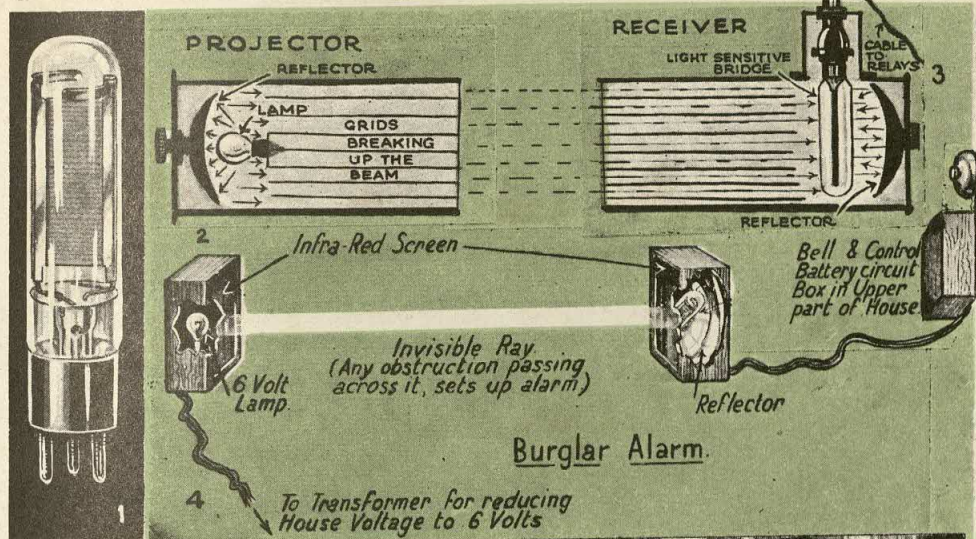 PROJECTOR
REFLECTOR
LAMP
GRIDS
BREAKING
UP THE
BEAM
RECEIVER
LIGHT SENSITIVE
BRIDGE
CABLE
TO
RELAYS
3
REFLECTOR
2
Infra-Red Screen
6 Volt
Lamp.
Invisible Ray.
(Any obstruction passing
across it, sets up alarm)
Reflector
Bell & Control
Battery circuit
Box in Upper
part of House.
Burglar Alarm.
4
To Transformer for reducing
House Voltage to 6 Volts
1